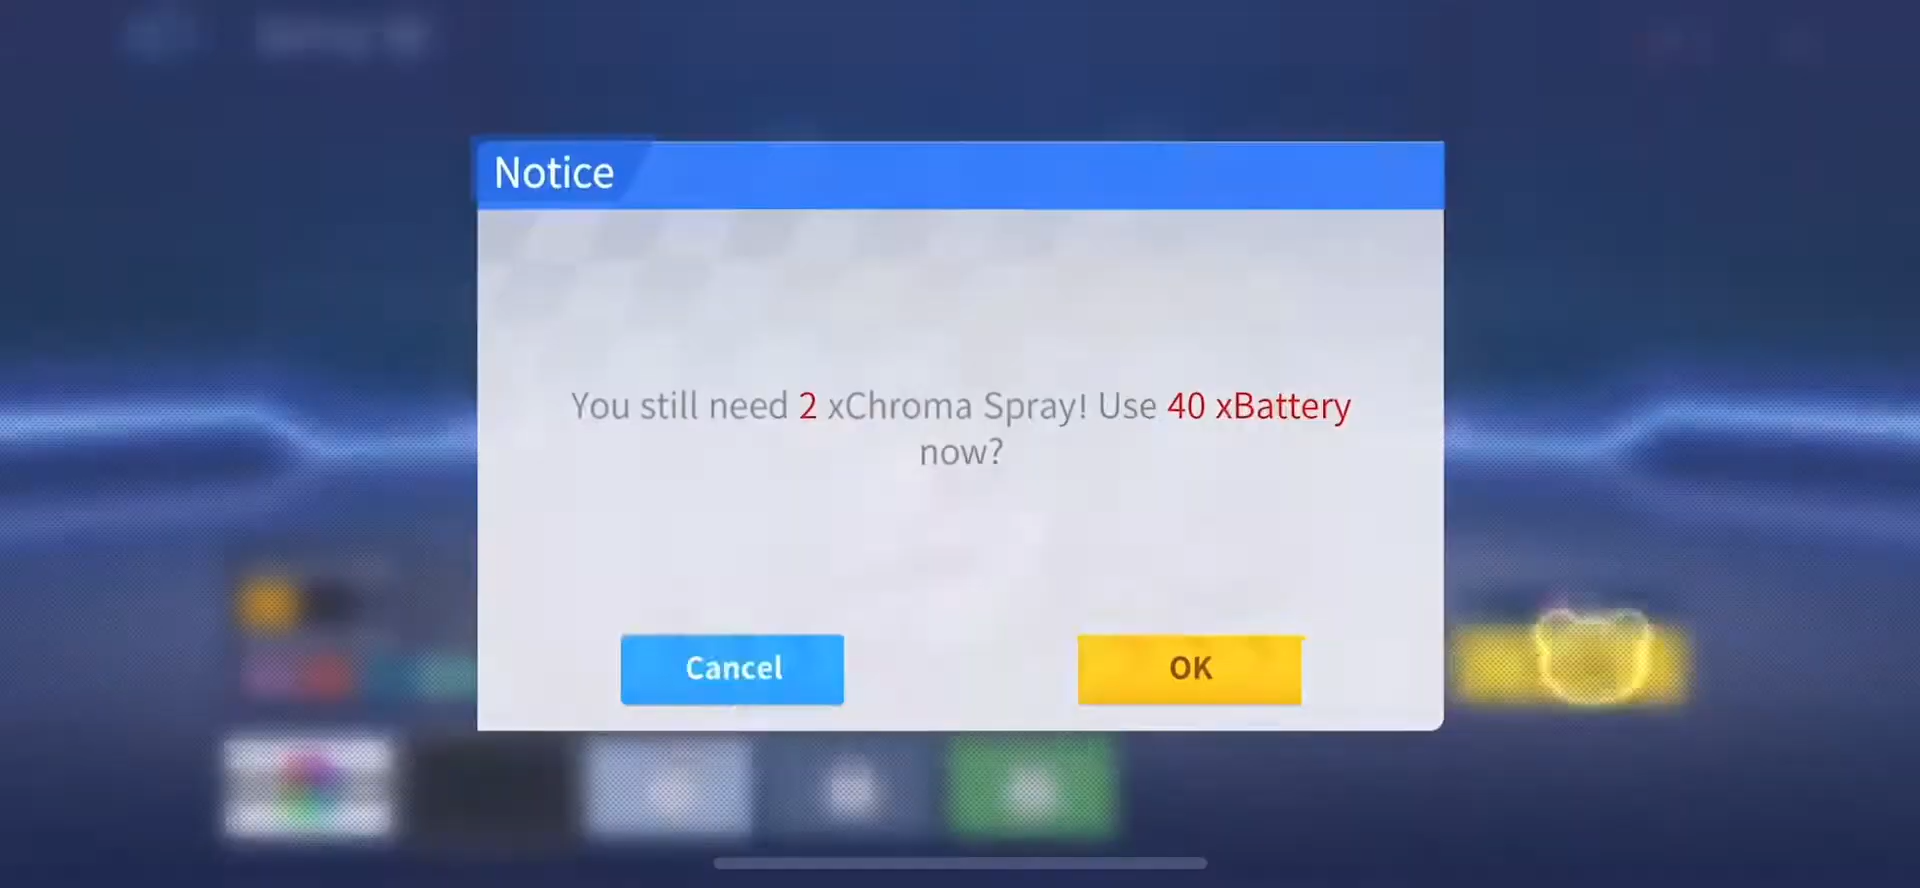 Notice
You still need 2 xChroma Spray! Use 40 xBattery
now?
Cancel
OK